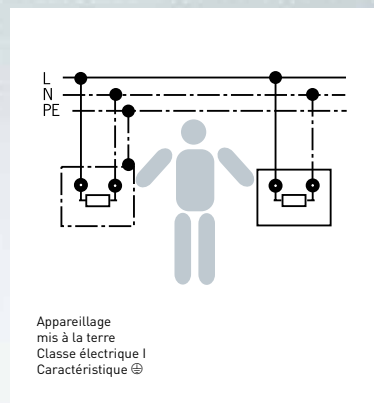 L
N
PE
Appareillage
mis à la terre
Classe électrique I
Caractéristique ⏚